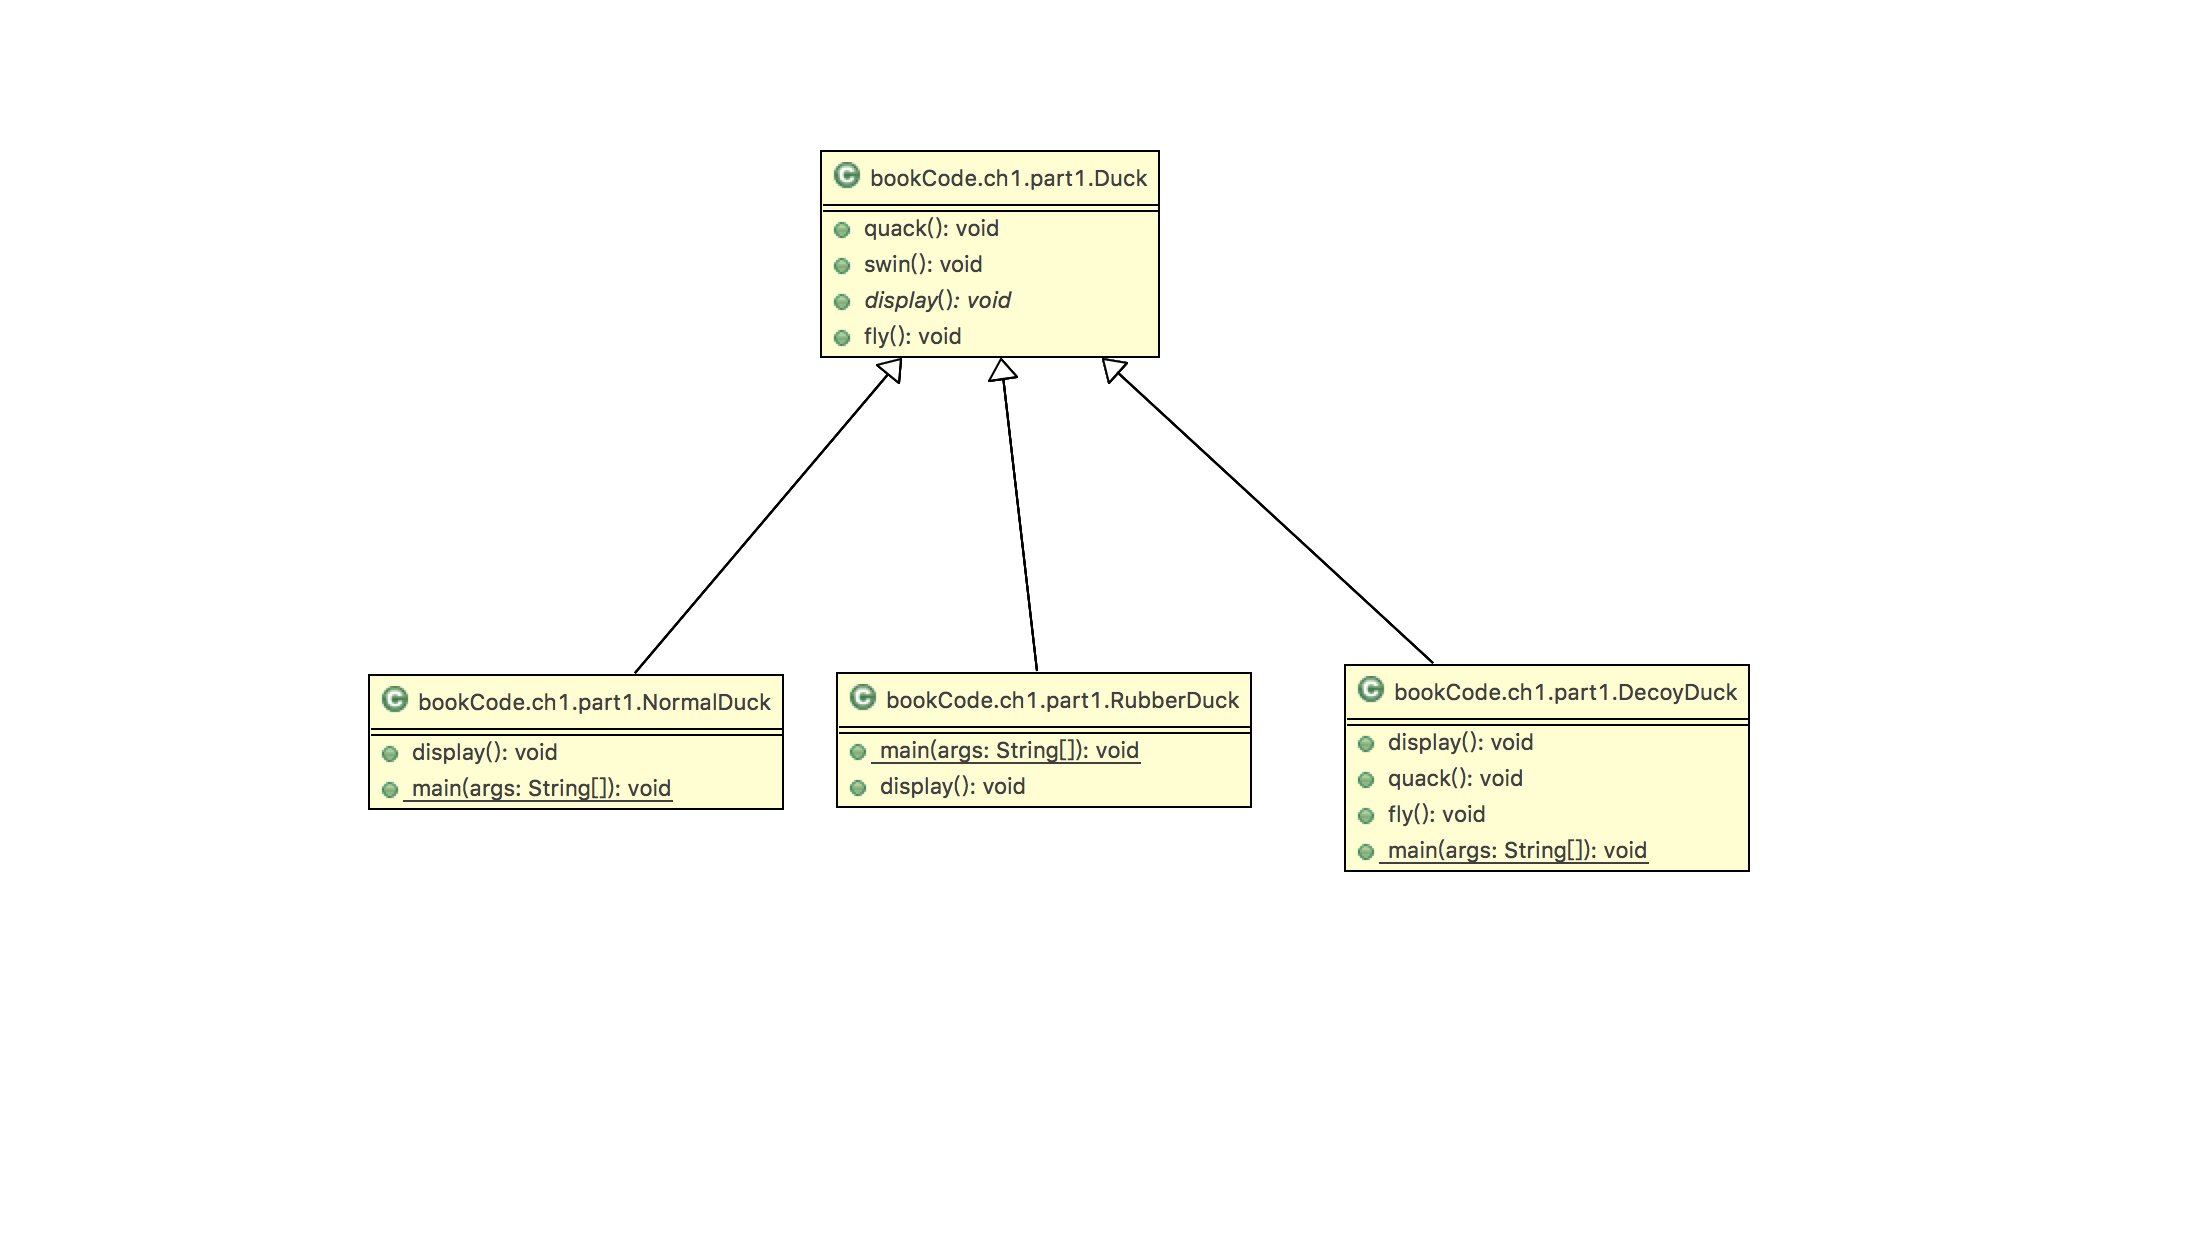 bookCode.ch1.part1.Duck
quack(): void
swin(): void
display(): void
fly(): void
bookCode.ch1.part1.NormalDuck
display(): void
main(args: String[]): void
bookCode.ch1.part1.RubberDuck
main(args: String[]): void
display(): void
bookCode.ch1.part1.DecoyDuck
display(): void
quack(): void
fly(): void
main(args: String[]): void